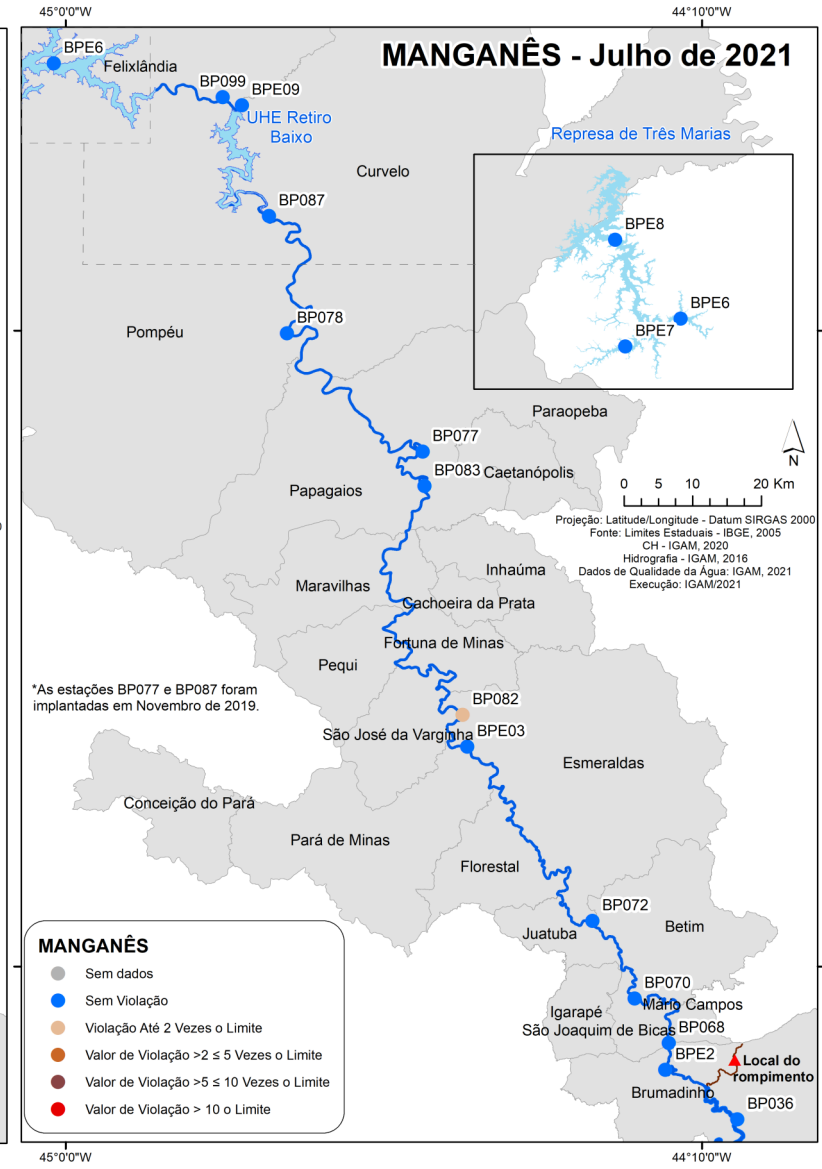 45°0'0"W
44°10'0"W
MANGANÊS - Julho de 2021
BPE6
Felixlândia
BP099
BPE09
UHE Retiro
Baixo
Represa de Três Marias
Curvelo
BP087
BPE8
BPE6
BPE7
BP078
Pompéu
Paraopeba
BP077
BP083
Caetanópolis
N
0 5 10 20 Km
Papagaios
Projeção: Latitude/Longitude - Datum SIRGAS 2000
Fonte: Limites Estaduais - IBGE, 2005
CH - IGAM, 2020
Hidrografia - IGAM, 2016
Dados de Qualidade da Água: IGAM, 2021
Execução: IGAM/2021
Inhaúma
Maravilhas
Cachoeira da Prata
Fortuna de Minas
Pequi
*As estações BP077 e BP087 foram
implantadas em Novembro de 2019.
BP082
São José da Varginha
BPE03
Esmeraldas
Conceição do Pará
Pará de Minas
Florestal
BP072
Betim
Juatuba
MANGANÊS
Sem dados
Sem Violação
Violação Até 2 Vezes o Limite
Valor de Violação >2 ≤ 5 Vezes o Limite
Valor de Violação >5 ≤ 10 Vezes o Limite
Valor de Violação > 10 o Limite
BP070
Mário Campos
Igarapé
São Joaquim de Bicas
BP068
BPE2
Local do
rompimento
Brumadinho
BP036
45°0'0"W
44°10'0"W